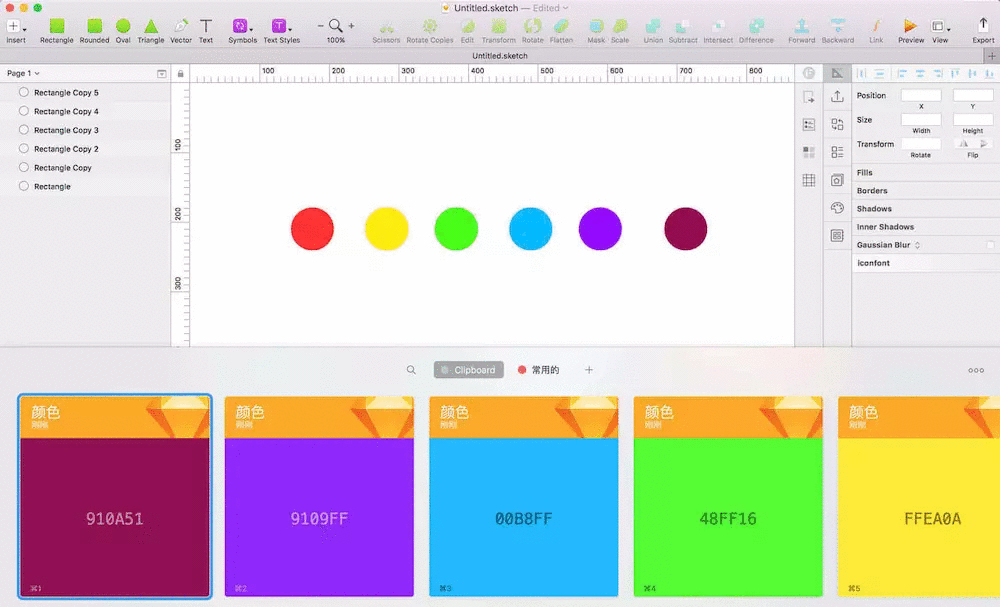 Untitled.sketch — Edited
Insert
Rectangle
Rounded
Oval
Triangle
Vector
Text
Symbols
Text Styles
100%
Scissors
Rotate Copies
Edit
Transform
Rotate
Flatten
Mask
Scale
Union
Subtract
Intersect
Difference
Forward
Backward
Link
Preview
View
Export
Untitled.sketch
Page 1
100 200 300 400 500 600 700 800
100
200
300
Rectangle Copy 5
Rectangle Copy 4
Rectangle Copy 3
Rectangle Copy 2
Rectangle Copy
Rectangle
Position
X Y
Size
Width Height
Transform
Rotate Flip
Fills
Borders
Shadows
Inner Shadows
Gaussian Blur
iconfont
Clipboard
常用的
颜色
刚刚
910A51
⌘1
颜色
刚刚
9109FF
⌘2
颜色
刚刚
00B8FF
⌘3
颜色
刚刚
48FF16
⌘4
颜色
刚刚
FFEA0A
⌘5